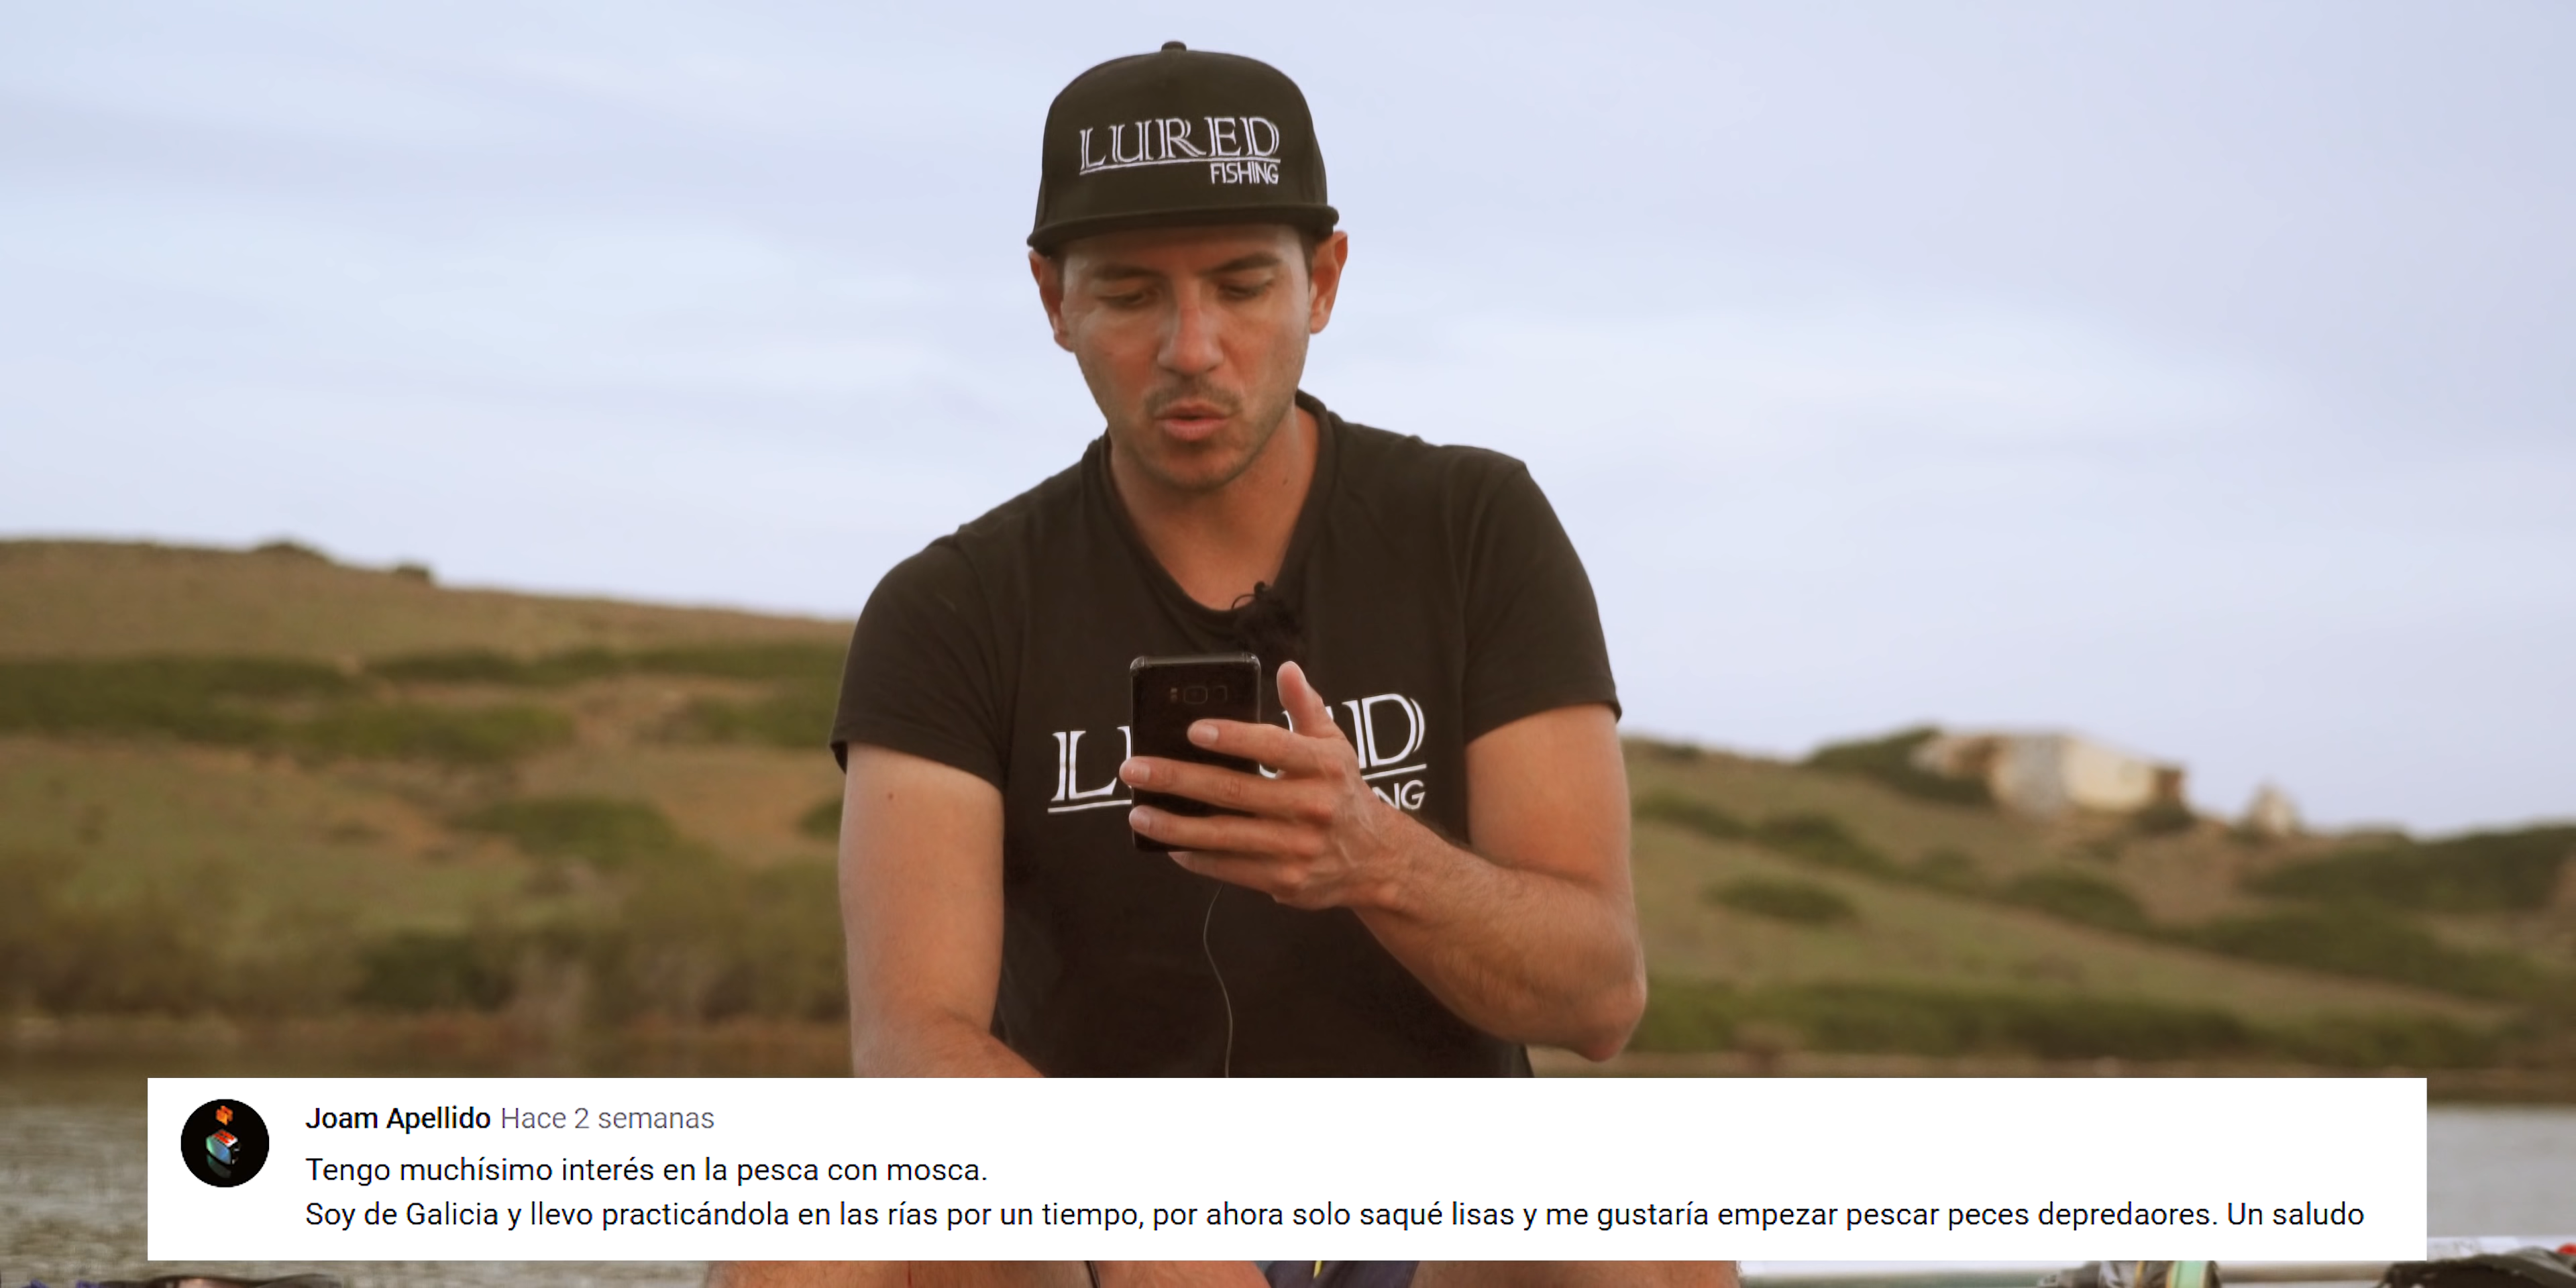 LURED
FISHING
L D
NG
Joam Apellido Hace 2 semanas
Tengo muchísimo interés en la pesca con mosca.
Soy de Galicia y llevo practicándola en las rías por un tiempo, por ahora solo saqué lisas y me gustaría empezar pescar peces depredaores. Un saludo